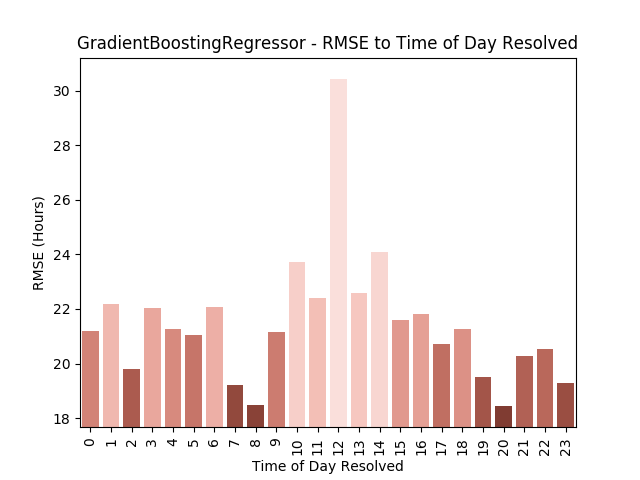 GradientBoostingRegressor - RMSE to Time of Day Resolved
RMSE (Hours)
30
28
26
24
22
20
18
0 1 2 3 4 5 6 7 8 9 10 11 12 13 14 15 16 17 18 19 20 21 22 23
Time of Day Resolved